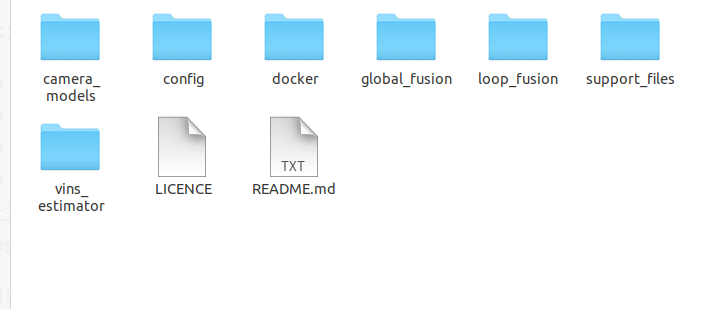 camera_
models
config
docker
global_fusion
loop_fusion
support_files
vins_
estimator
LICENCE
TXT
README.md